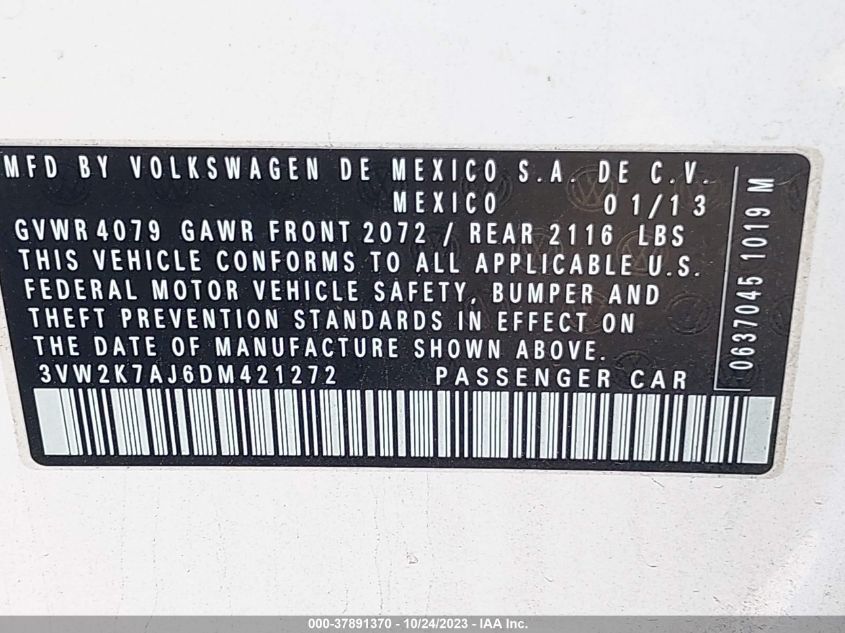 MFD BY VOLKSWAGEN DE MEXICO S.A. DE C.V.
MEXICO 01/13
GVWR 4079 GAWR FRONT 2072 / REAR 2116 LBS
THIS VEHICLE CONFORMS TO ALL APPLICABLE U.S.
FEDERAL MOTOR VEHICLE SAFETY, BUMPER AND
THEFT PREVENTION STANDARDS IN EFFECT ON
THE DATE OF MANUFACTURE SHOWN ABOVE.
3VW2K7AJ6DM421272 PASSENGER CAR
0637045 1019 M
000-37891370 - 10/24/2023 - IAA Inc.